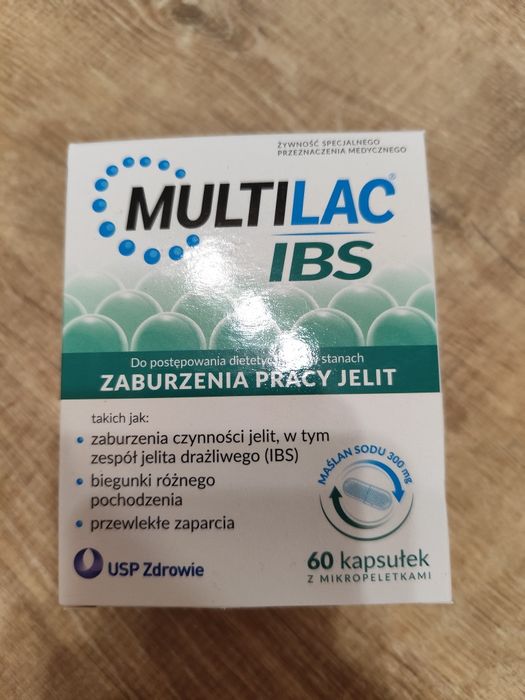 ŻYWNOŚĆ SPECJALNEGO
PRZEZNACZENIA MEDYCZNEGO
MULTILAC®
IBS
Do postępowania w stanach
ZABURZENIA PRACY JELIT
takich jak:
• zaburzenia czynności jelit, w tym
zespół jelita drażliwego (IBS)
• biegunki różnego
pochodzenia
• przewlekłe zaparcia
MAŚLAN SODU 300 mg
60 kapsułek
Z MIKROPELETKAMI
USP Zdrowie